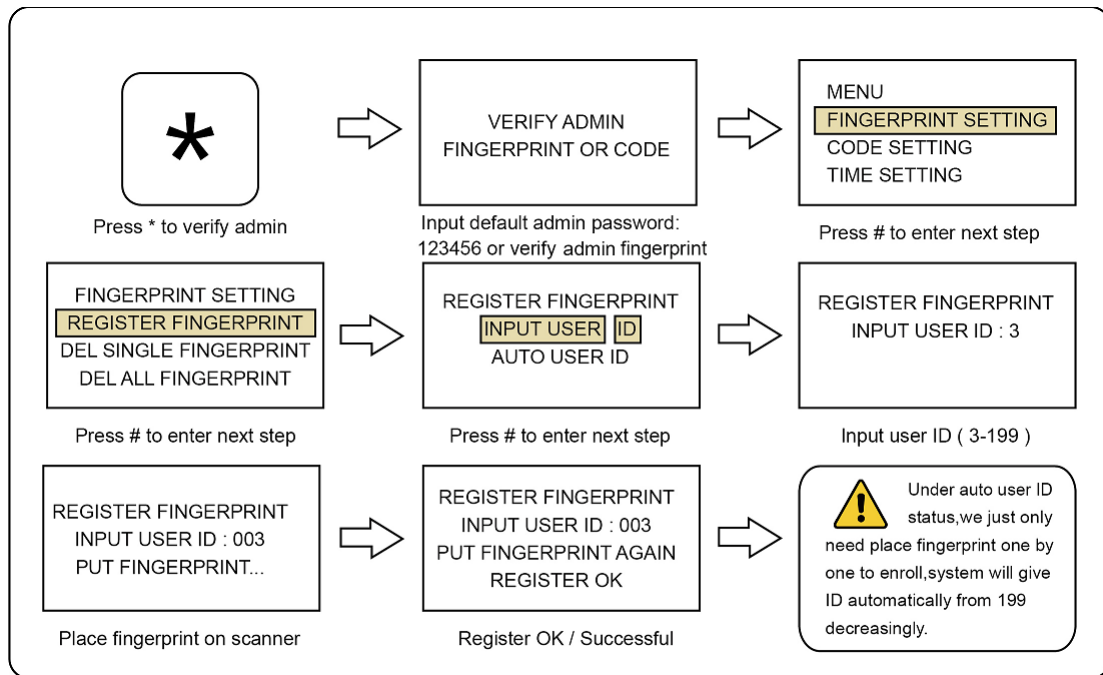 *
Press * to verify admin
VERIFY ADMIN
FINGERPRINT OR CODE
Input default admin password:
123456 or verify admin fingerprint
MENU
FINGERPRINT SETTING
CODE SETTING
TIME SETTING
Press # to enter next step
FINGERPRINT SETTING
REGISTER FINGERPRINT
DEL SINGLE FINGERPRINT
DEL ALL FINGERPRINT
Press # to enter next step
REGISTER FINGERPRINT
INPUT USER ID
AUTO USER ID
Press # to enter next step
REGISTER FINGERPRINT
INPUT USER ID : 3
Input user ID ( 3-199 )
REGISTER FINGERPRINT
INPUT USER ID : 003
PUT FINGERPRINT...
Place fingerprint on scanner
REGISTER FINGERPRINT
INPUT USER ID : 003
PUT FINGERPRINT AGAIN
REGISTER OK
Register OK / Successful
Under auto user ID
status,we just only
need place fingerprint one by
one to enroll,system will give
ID automatically from 199
decreasingly.